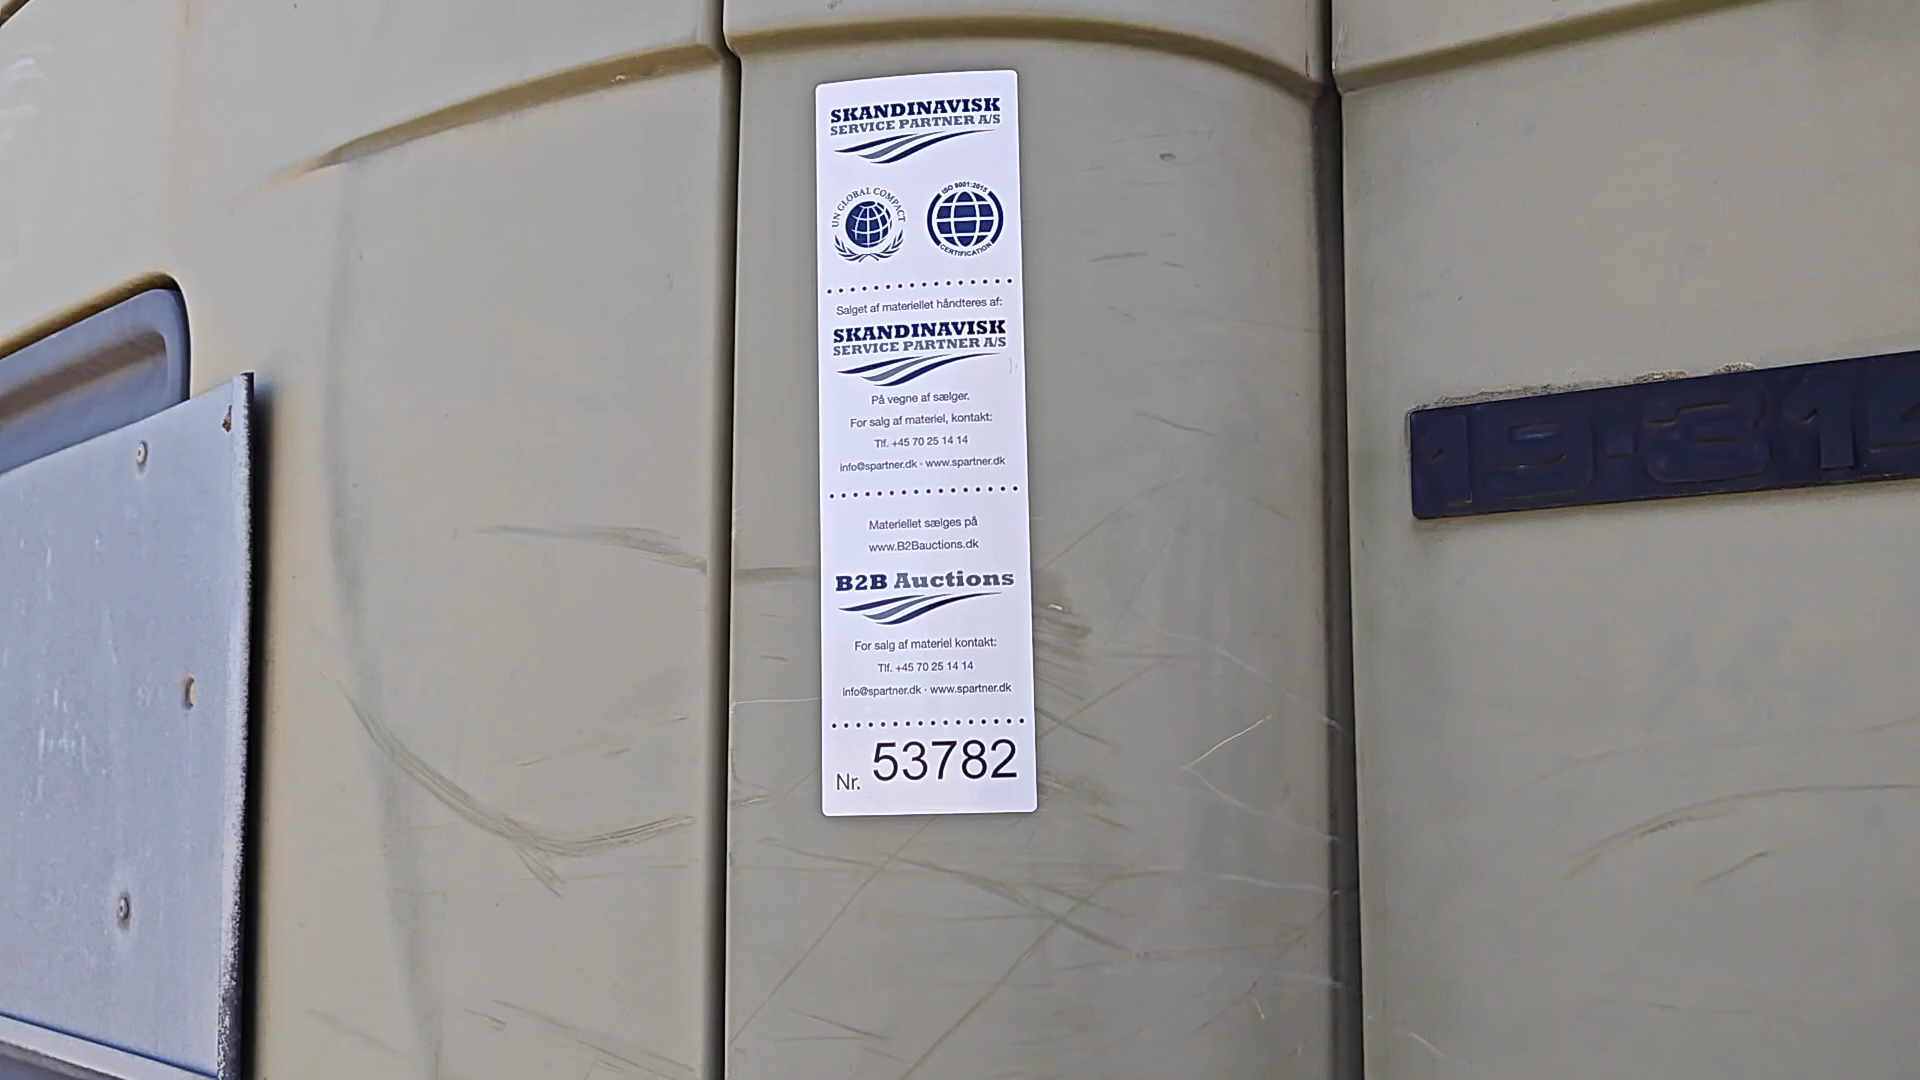 SKANDINAVISK
SERVICE PARTNER A/S
UN GLOBAL COMPACT
ISO 9001:2015
CERTIFICATION
Salget af materiellet håndteres af:
SKANDINAVISK
SERVICE PARTNER A/S
På vegne af sælger.
For salg af materiel, kontakt:
Tlf. +45 70 25 14 14
info@spartner.dk · www.spartner.dk
Materiellet sælges på
www.B2Bauctions.dk
B2B Auctions
For salg af materiel kontakt:
Tlf. +45 70 25 14 14
info@spartner.dk · www.spartner.dk
Nr. 53782